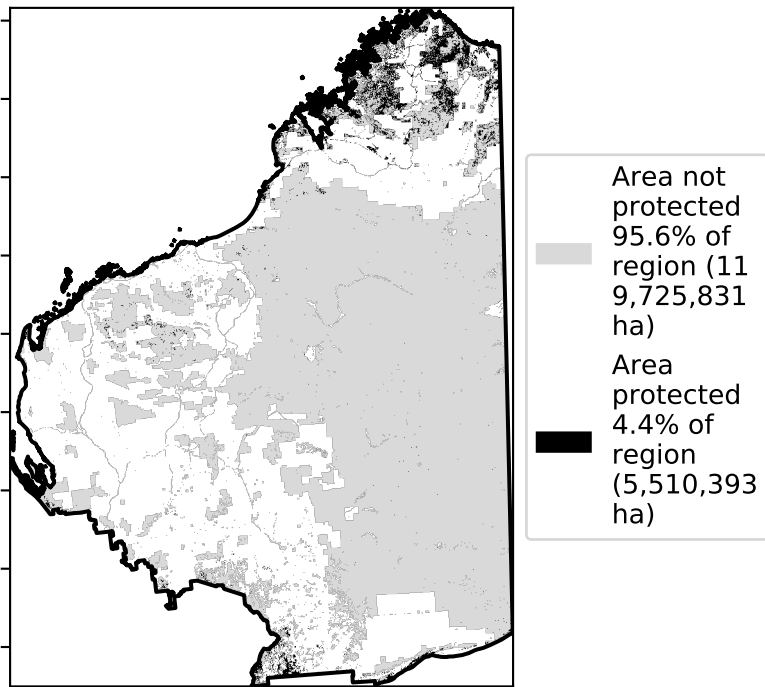 Area not
protected
95.6% of
region (11
9,725,831
ha)
Area
protected
4.4% of
region
(5,510,393
ha)